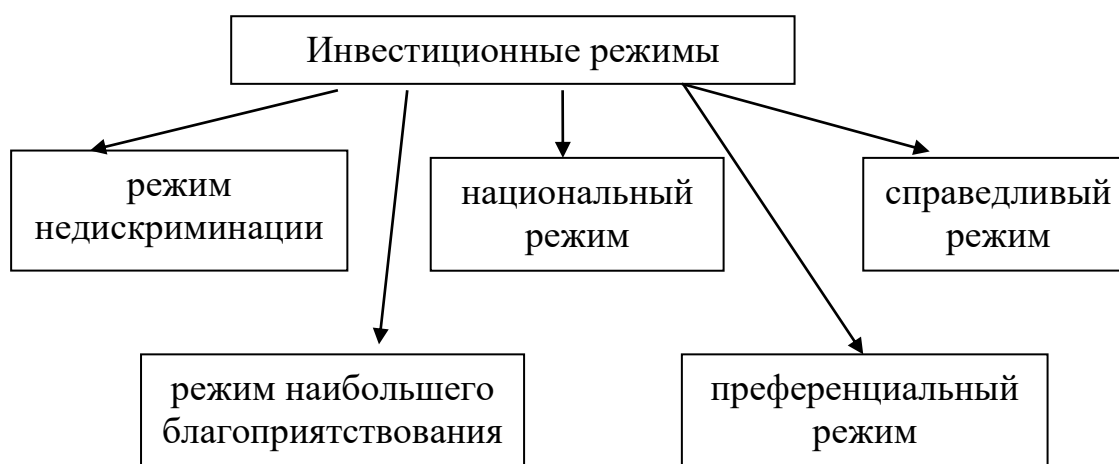 Инвестиционные режимы
режим
недискриминации
национальный
режим
справедливый
режим
режим наибольшего
благоприятствования
преференциальный
режим